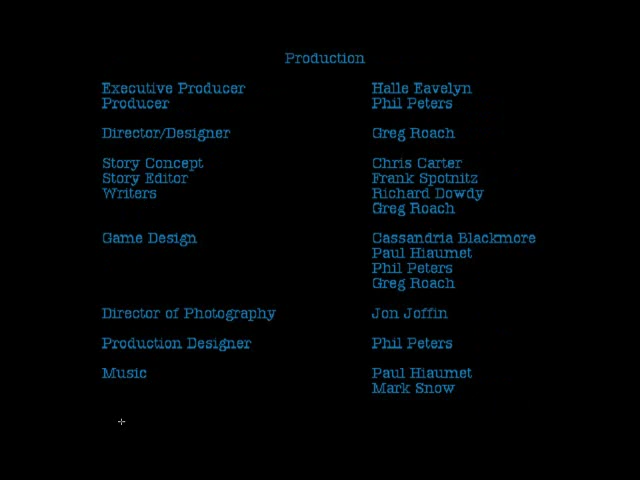 Production
Executive Producer Halle Eavelyn
Producer Phil Peters
Director/Designer Greg Roach
Story Concept Chris Carter
Story Editor Frank Spotnitz
Writers Richard Dowdy
Greg Roach
Game Design Cassandria Blackmore
Paul Hiaumet
Phil Peters
Greg Roach
Director of Photography Jon Joffin
Production Designer Phil Peters
Music Paul Hiaumet
Mark Snow